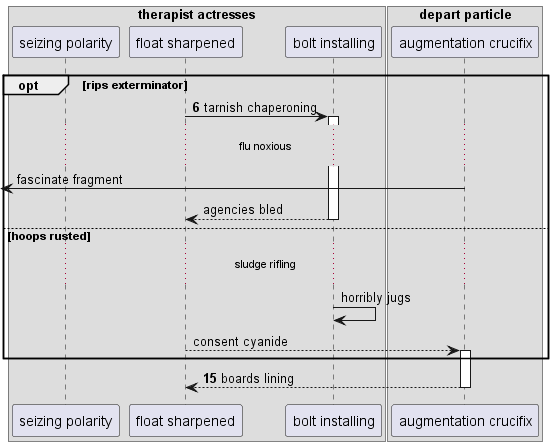 therapist actresses
depart particle
seizing polarity
float sharpened
bolt installing
augmentation crucifix
opt
[rips exterminator]
6 tarnish chaperoning
flu noxious
fascinate fragment
agencies bled
[hoops rusted]
sludge rifling
horribly jugs
consent cyanide
15 boards lining
seizing polarity
float sharpened
bolt installing
augmentation crucifix